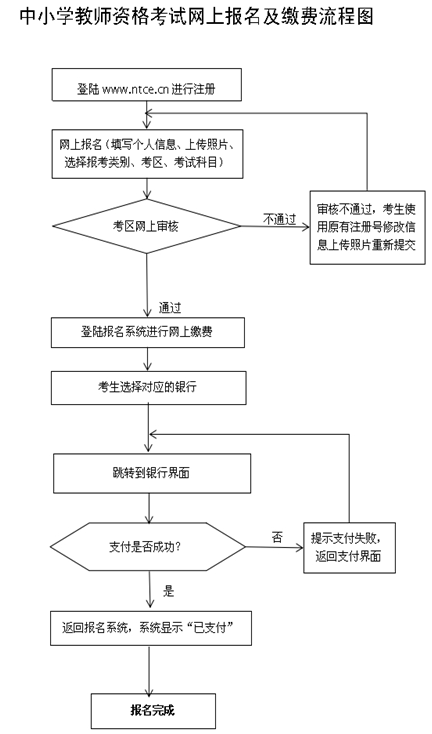 中小学教师资格考试网上报名及缴费流程图
登陆 www.ntce.cn 进行注册
网上报名（填写个人信息、上传照片、
选择报考类别、考区、考试科目）
考区网上审核
不通过
审核不通过，考生使
用原有注册号修改信
息上传照片重新提交
通过
登陆报名系统进行网上缴费
考生选择对应的银行
跳转到银行界面
支付是否成功？
否
提示支付失败，
返回支付界面
是
返回报名系统，系统显示“已支付”
报名完成